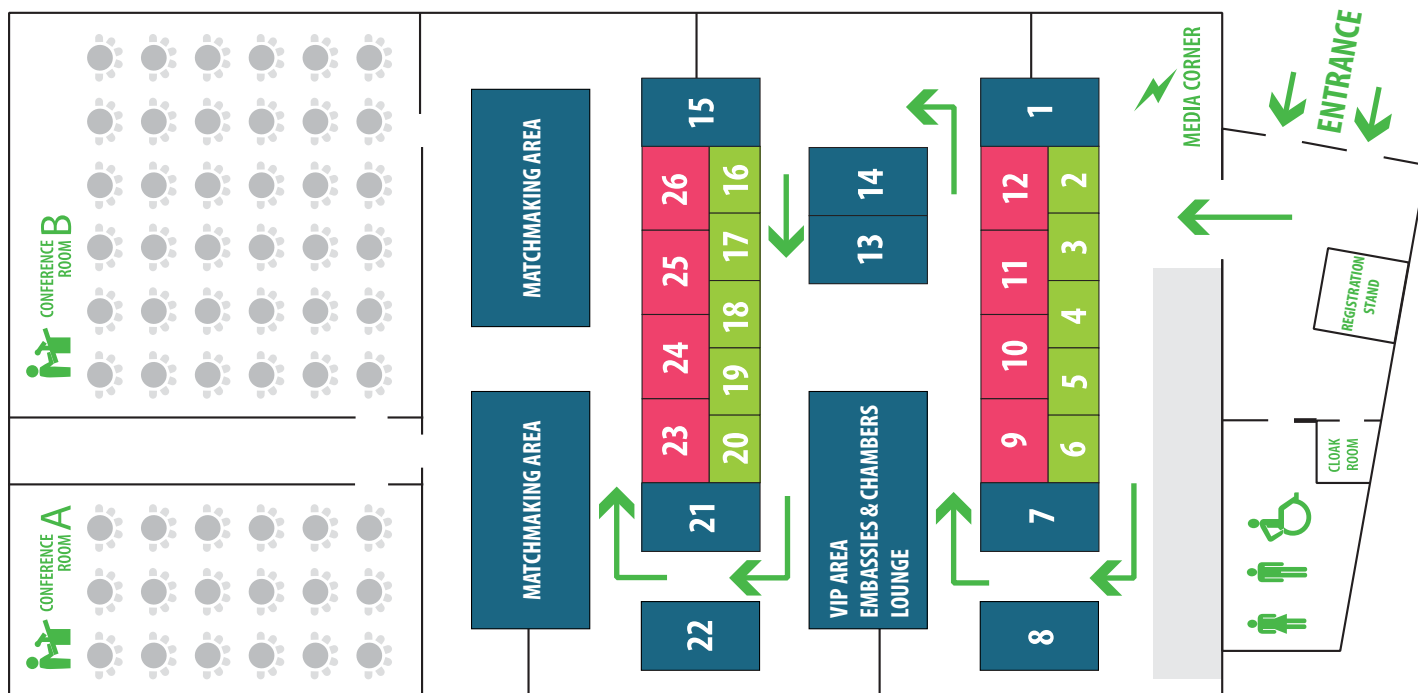 CONFERENCE
ROOM B
CONFERENCE
ROOM A
MATCHMAKING AREA
MATCHMAKING AREA
15
26
16
25
17
24
18
23
19
20
21
22
14
13
VIP AREA
EMBASSIES & CHAMBERS
LOUNGE
1
12
2
11
3
10
4
9
5
6
7
8
MEDIA CORNER
ENTRANCE
REGISTRATION
STAND
CLOAK
ROOM